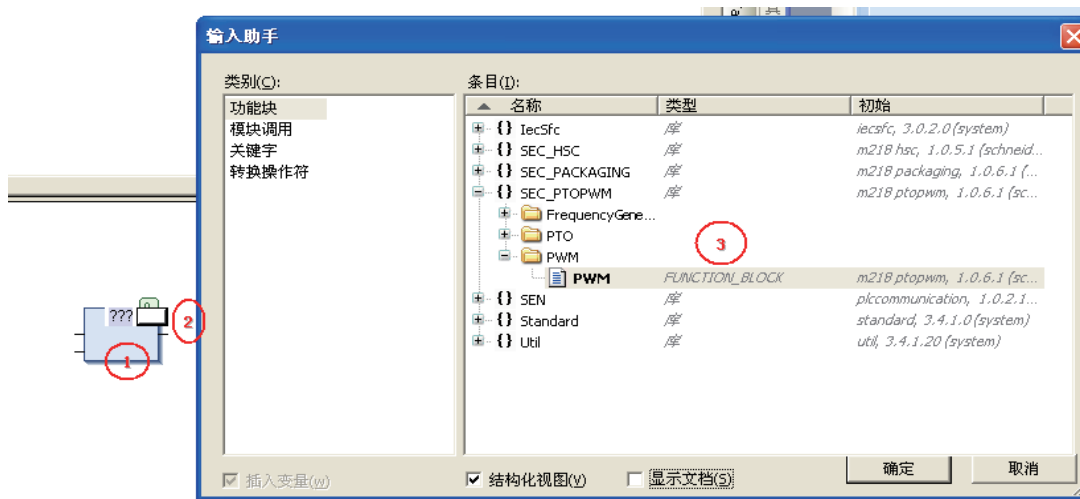 输入助手
类别(C):
功能块
模块调用
关键字
转换操作符
条目(I):
名称 类型 初始
IecSfc 库 iecsfc, 3.0.2.0 (system)
SEC_HSC 库 m218 hsc, 1.0.5.1 (schneid...
SEC_PACKAGING 库 m218 packaging, 1.0.6.1 (...
SEC_PTOPWM 库 m218 ptopwm, 1.0.6.1 (sc...
FrequencyGene...
PTO
PWM
PWM FUNCTION_BLOCK m218 ptopwm, 1.0.6.1 (sc...
SEN 库 plccommunication, 1.0.2.1...
Standard 库 standard, 3.4.1.0 (system)
Util 库 util, 3.4.1.20 (system)
???
1
2
3
插入变量(W)
结构化视图(V)
显示文档(S)
确定
取消